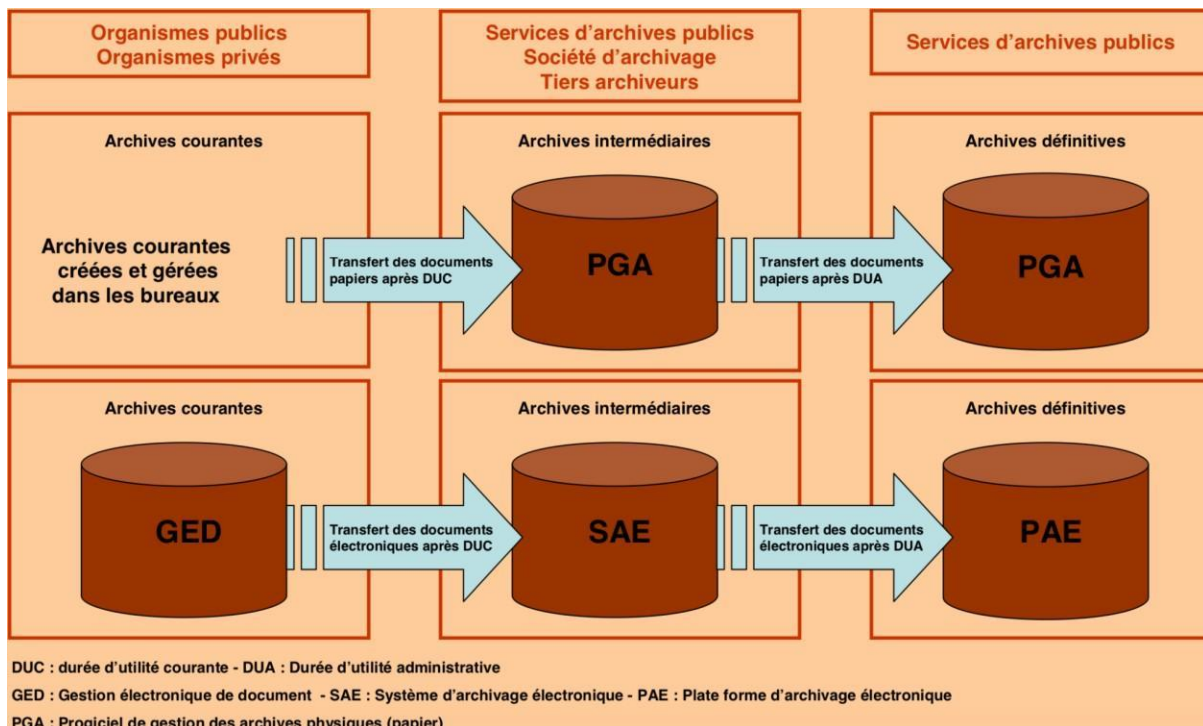 Organismes publics
Organismes privés
Services d'archives publics
Société d'archivage
Tiers archiveurs
Services d'archives publics
Archives courantes
Archives courantes
créées et gérées
dans les bureaux
Transfert des documents
papiers après DUC
Archives intermédiaires
PGA
Transfert des documents
papiers après DUA
Archives définitives
PGA
Archives courantes
GED
Transfert des documents
électroniques après DUC
Archives intermédiaires
SAE
Transfert des documents
électroniques après DUA
Archives définitives
PAE
DUC : durée d'utilité courante - DUA : Durée d'utilité administrative
GED : Gestion électronique de document - SAE : Système d'archivage électronique - PAE : Plate forme d'archivage électronique
PGA : Progiciel de gestion des archives physiques (papier)